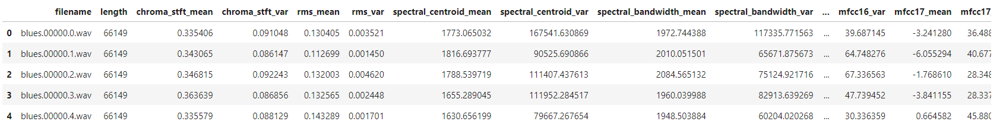 filename length chroma_stft_mean chroma_stft_var rms_mean rms_var spectral_centroid_mean spectral_centroid_var spectral_bandwidth_mean spectral_bandwidth_var ... mfcc16_var mfcc17_mean mfcc17_
0 blues.00000.0.wav 66149 0.335406 0.091048 0.130405 0.003521 1773.065032 167541.630869 1972.744388 117335.771563 ... 39.687145 -3.241280 36.488
1 blues.00000.1.wav 66149 0.343065 0.086147 0.112699 0.001450 1816.693777 90525.690866 2010.051501 65671.875673 ... 64.748276 -6.055294 40.677
2 blues.00000.2.wav 66149 0.346815 0.092243 0.132003 0.004620 1788.539719 111407.437613 2084.565132 75124.921716 ... 67.336563 -1.768610 28.348
3 blues.00000.3.wav 66149 0.363639 0.086856 0.132565 0.002448 1655.289045 111952.284517 1960.039988 82913.639269 ... 47.739452 -3.841155 28.337
4 blues.00000.4.wav 66149 0.335579 0.088129 0.143289 0.001701 1630.656199 79667.267654 1948.503884 60204.020268 ... 30.336359 0.664582 45.880